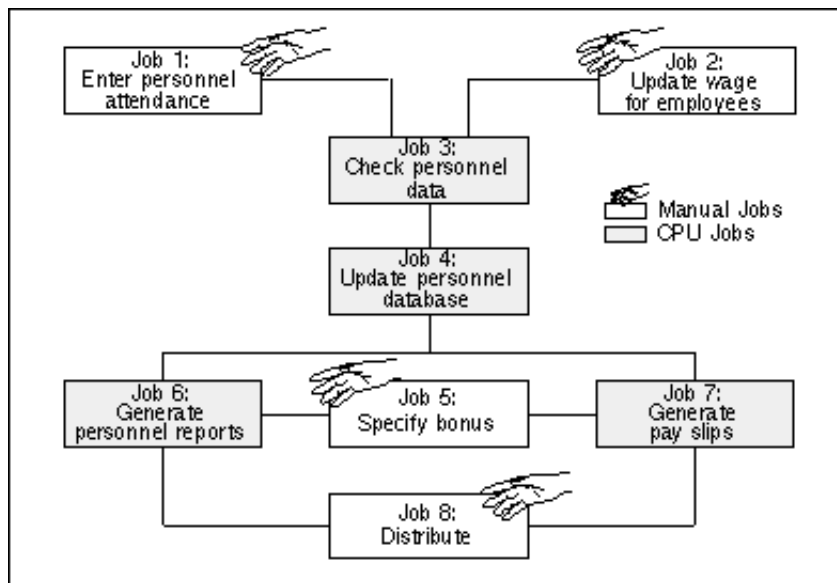 Job 1:
Enter personnel
attendance
Job 2:
Update wage
for employees
Job 3:
Check personnel
data
Manual Jobs
CPU Jobs
Job 4:
Update personnel
database
Job 6:
Generate
personnel reports
Job 5:
Specify bonus
Job 7:
Generate
pay slips
Job 8:
Distribute